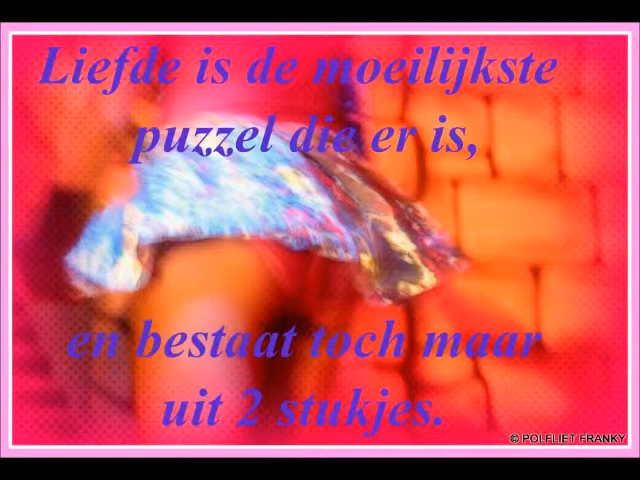 Liefde is de moeilijkste
puzzel die er is,
en bestaat toch maar
uit 2 stukjes.
© POLFLIET FRANKY